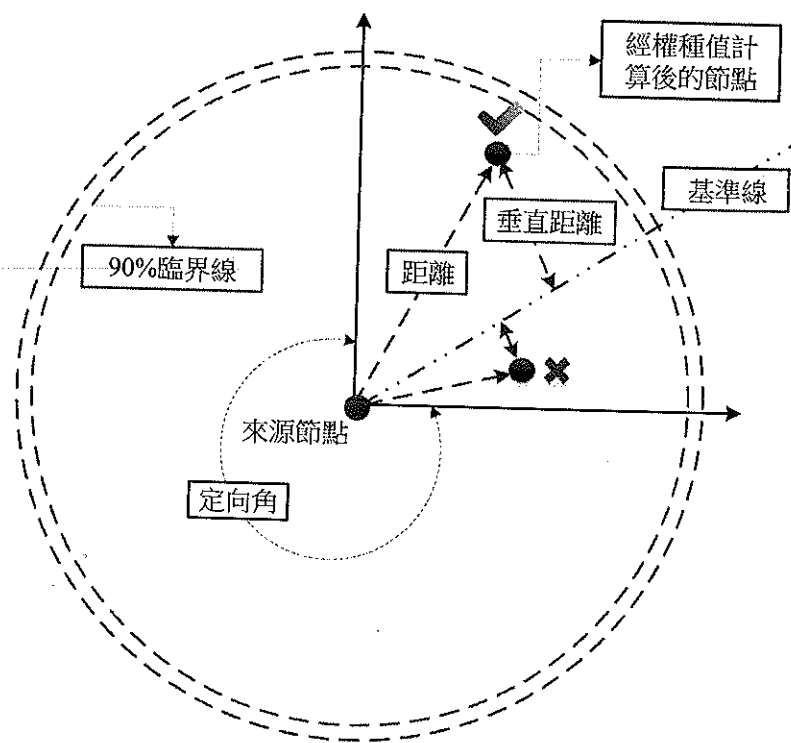 經權種值計
算後的節點
基準線
垂直距離
90%臨界線
距離
來源節點
定向角